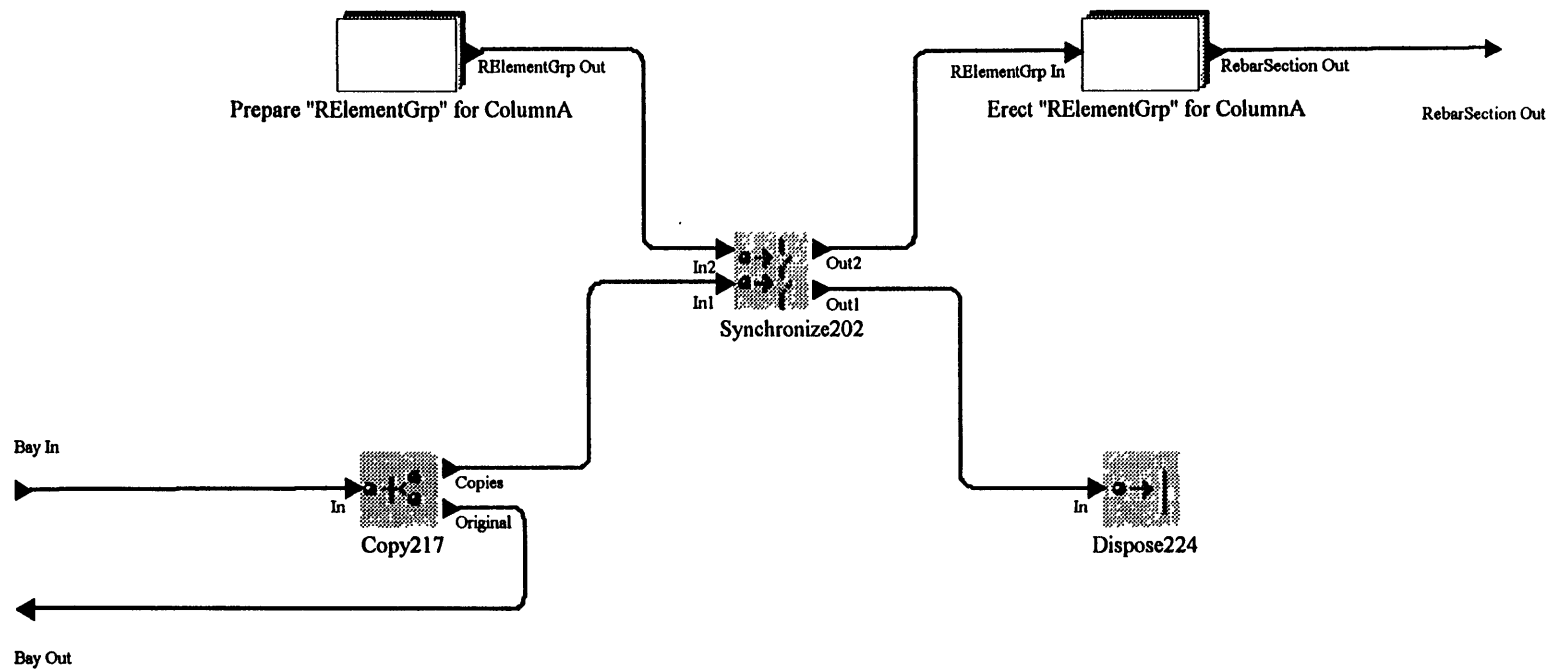 RElementGrp Out
Prepare "RElementGrp" for ColumnA
RElementGrp In
RebarSection Out
Erect "RElementGrp" for ColumnA
RebarSection Out
In2
In1
Out2
Out1
Synchronize202
Bay In
In
Copies
Original
Copy217
In
Dispose224
Bay Out